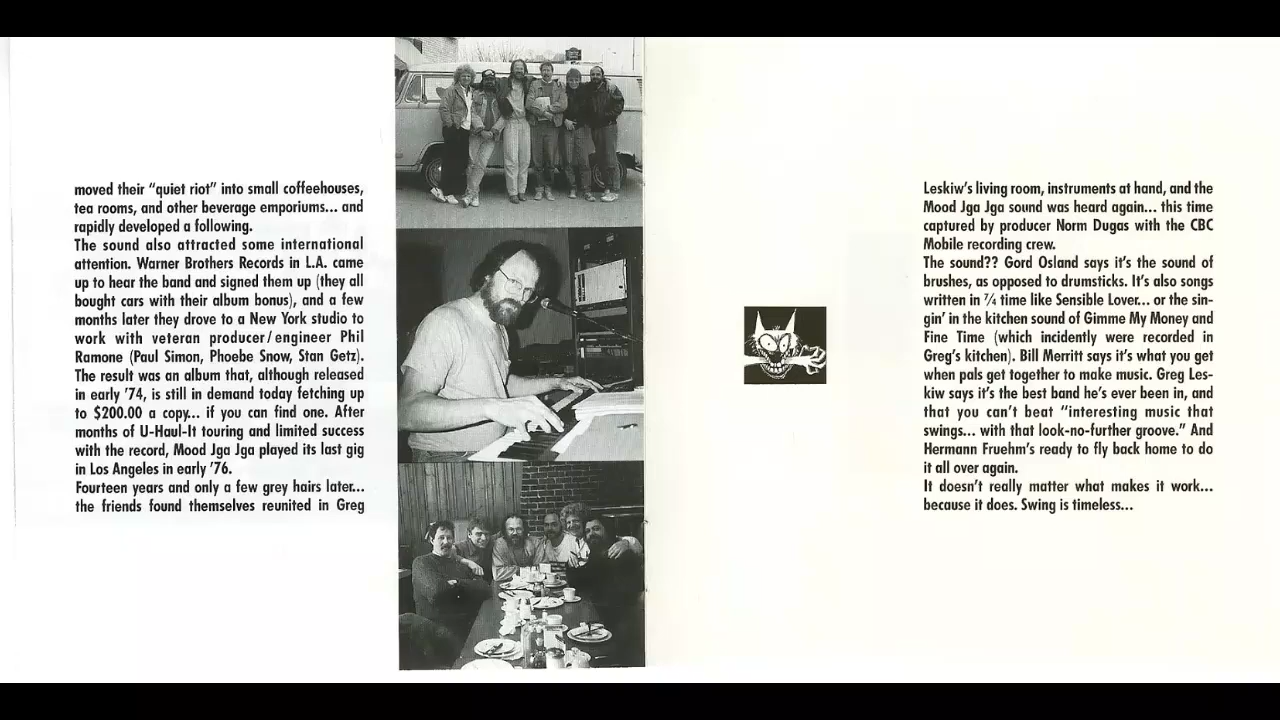 moved their “quiet riot” into small coffeehouses,
tea rooms, and other beverage emporiums... and
rapidly developed a following.
The sound also attracted some international
attention. Warner Brothers Records in L.A. came
up to hear the band and signed them up (they all
bought cars with their album bonus), and a few
months later they drove to a New York studio to
work with veteran producer/engineer Phil
Ramone (Paul Simon, Phoebe Snow, Stan Getz).
The result was an album that, although released
in early ’74, is still in demand today fetching up
to $200.00 a copy... if you can find one. After
months of U-Haul-It touring and limited success
with the record, Mood Jga Jga played its last gig
in Los Angeles in early ’76.
Fourteen years and only a few grey hairs later...
the friends found themselves reunited in Greg
Leskiw’s living room, instruments at hand, and the
Mood Jga Jga sound was heard again... this time
captured by producer Norm Dugas with the CBC
Mobile recording crew.
The sound?? Gord Osland says it’s the sound of
brushes, as opposed to drumsticks. It’s also songs
written in 7/4 time like Sensible Lover... or the sin-
gin’ in the kitchen sound of Gimme My Money and
Fine Time (which incidently were recorded in
Greg’s kitchen). Bill Merritt says it’s what you get
when pals get together to make music. Greg Les-
kiw says it’s the best band he’s ever been in, and
that you can’t beat “interesting music that
swings... with that look-no-further groove.” And
Hermann Fruehm’s ready to fly back home to do
it all over again.
It doesn’t really matter what makes it work...
because it does. Swing is timeless...